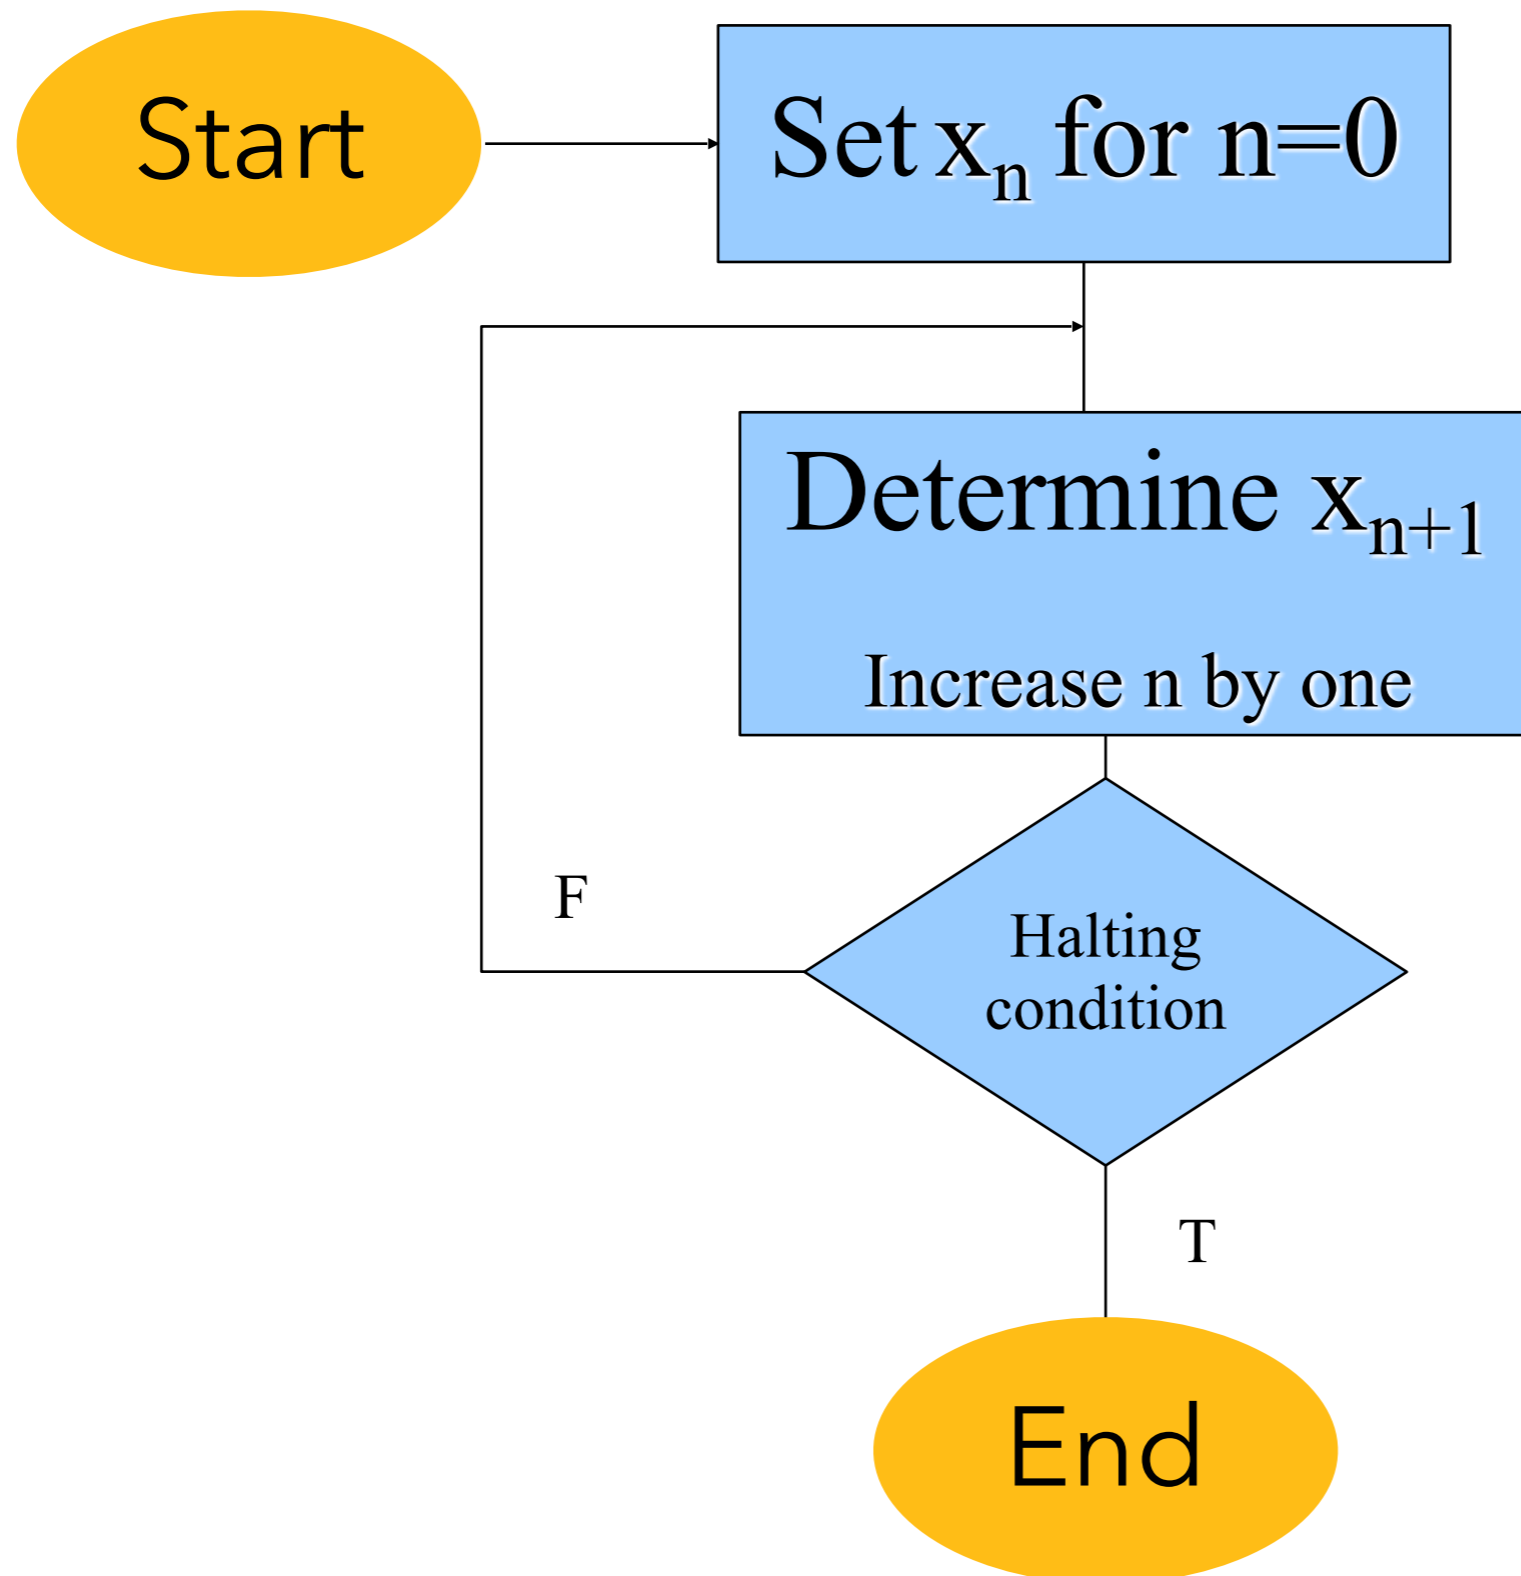 Start
Set xₙ for n=0
Determine xₙ₊₁
Increase n by one
F
Halting
condition
T
End